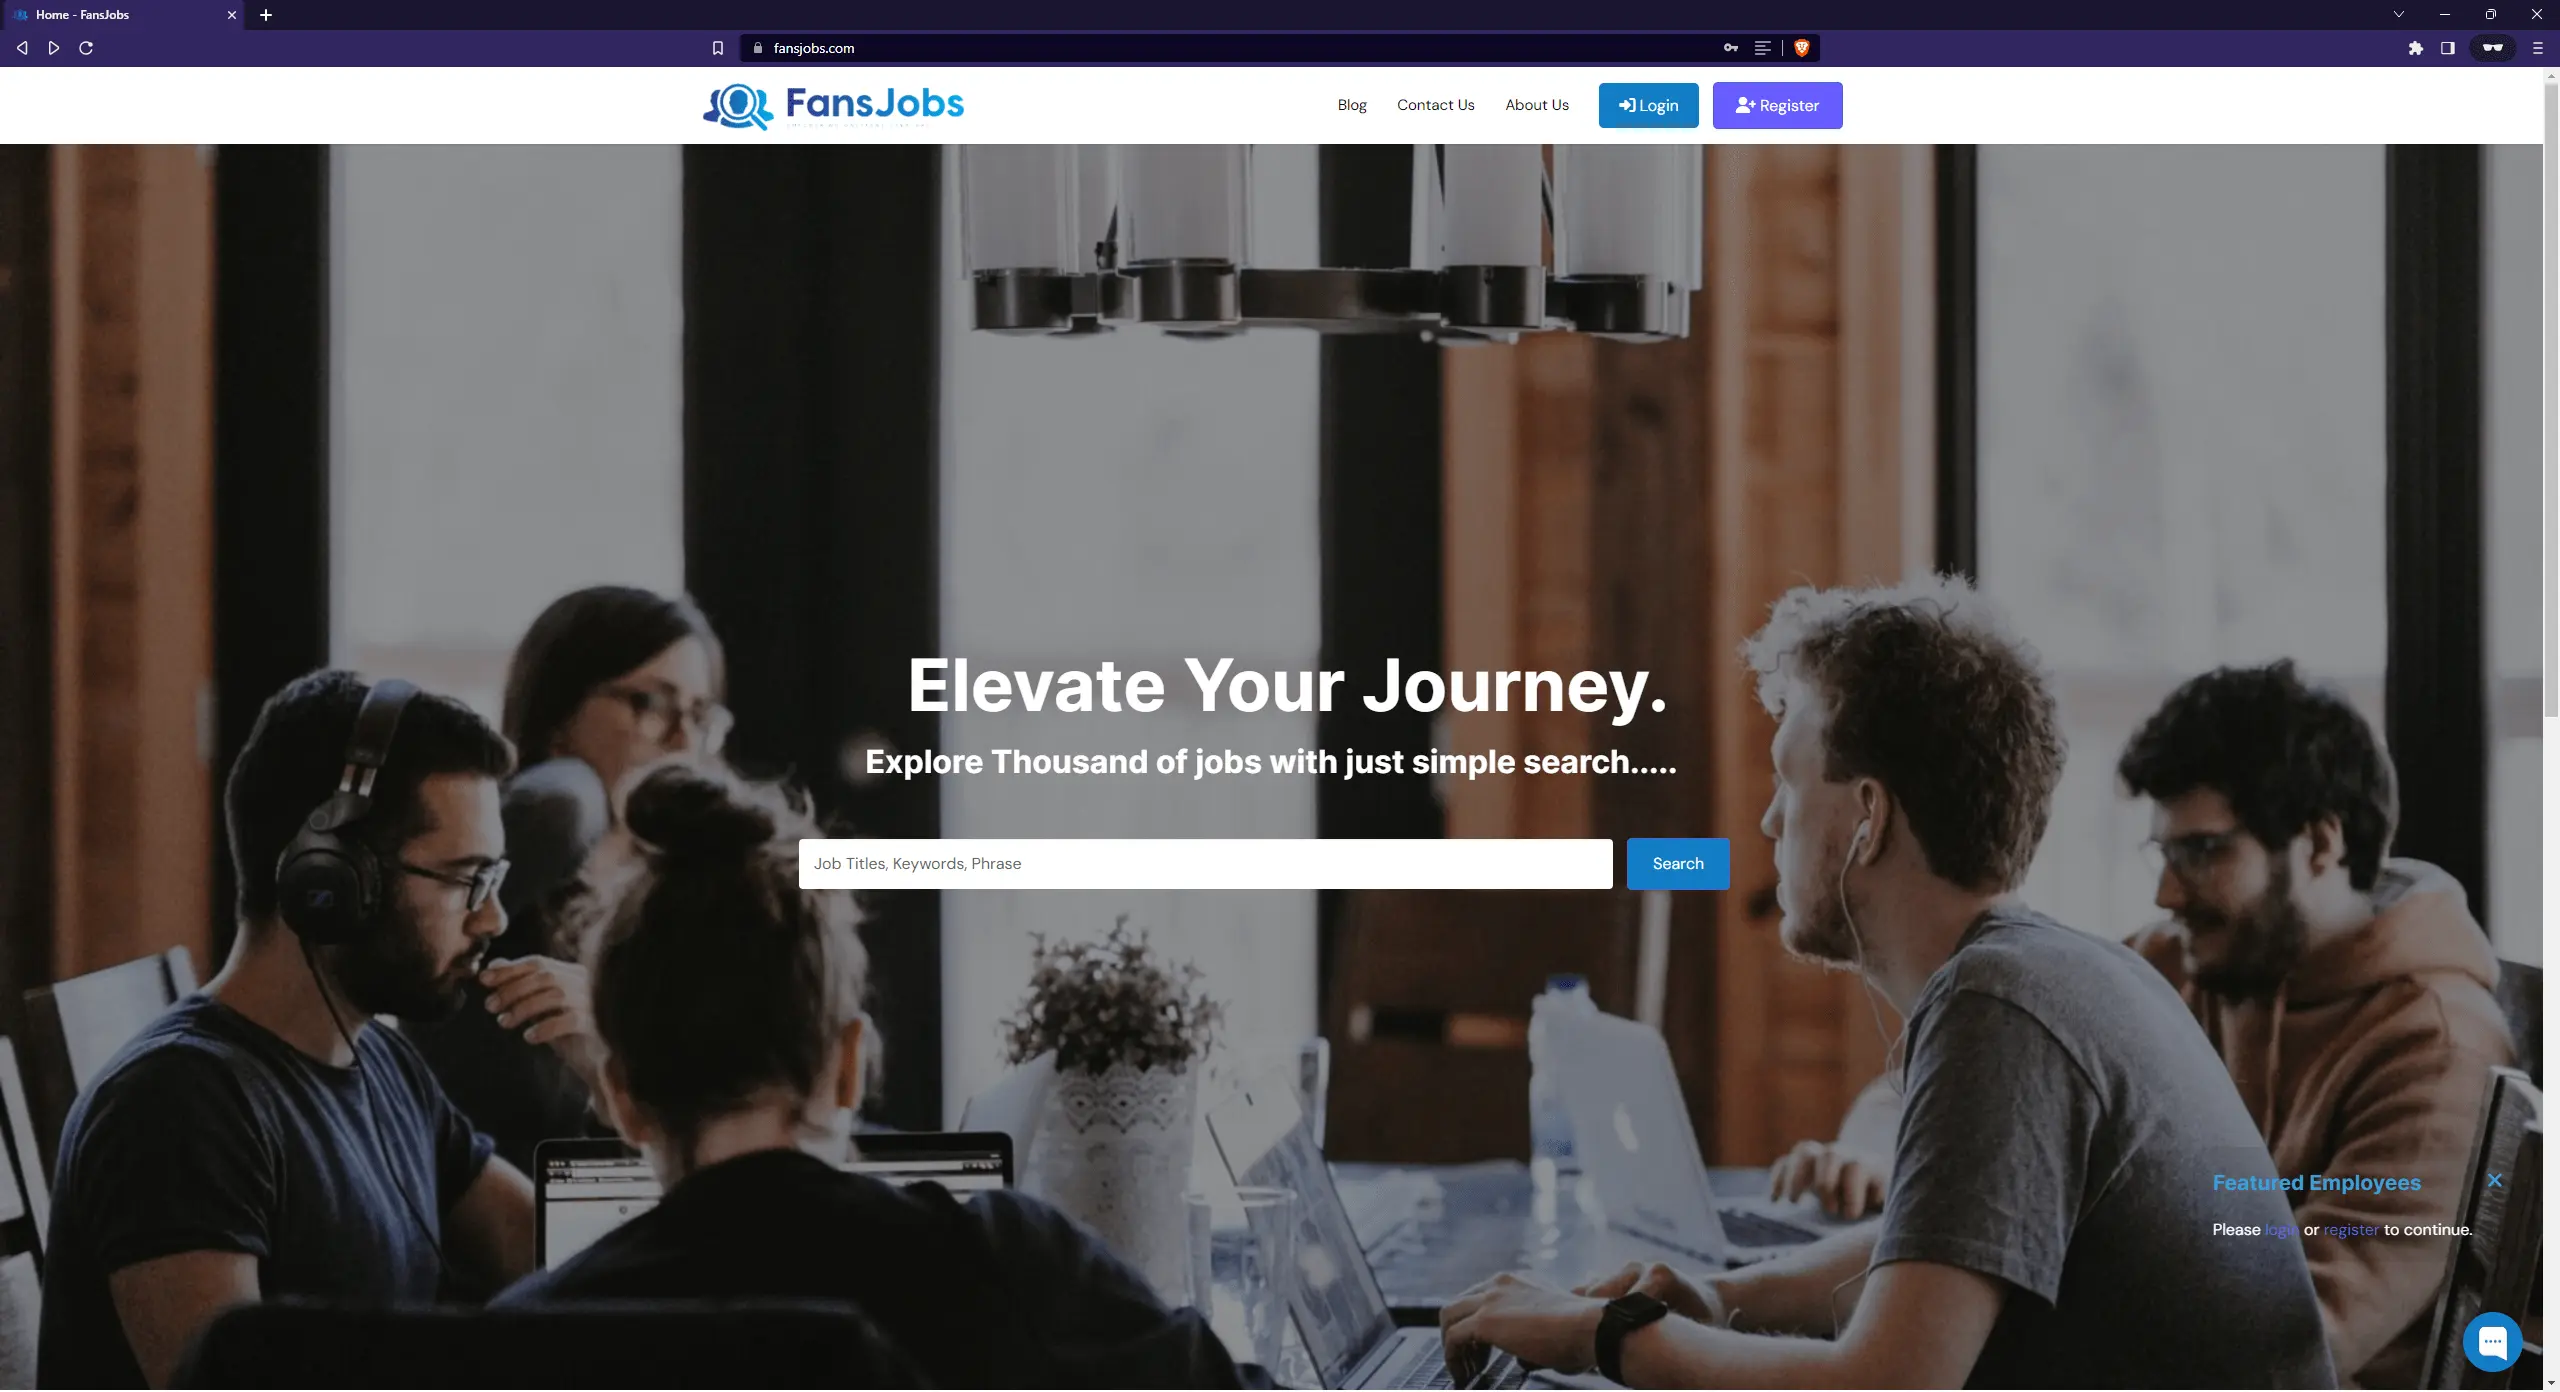 Home - FansJobs
fansjobs.com
FansJobs
Blog
Contact Us
About Us
Login
Register
Elevate Your Journey.
Explore Thousand of jobs with just simple search.....
Job Titles, Keywords, Phrase
Search
Featured Employees
Please login or register to continue.